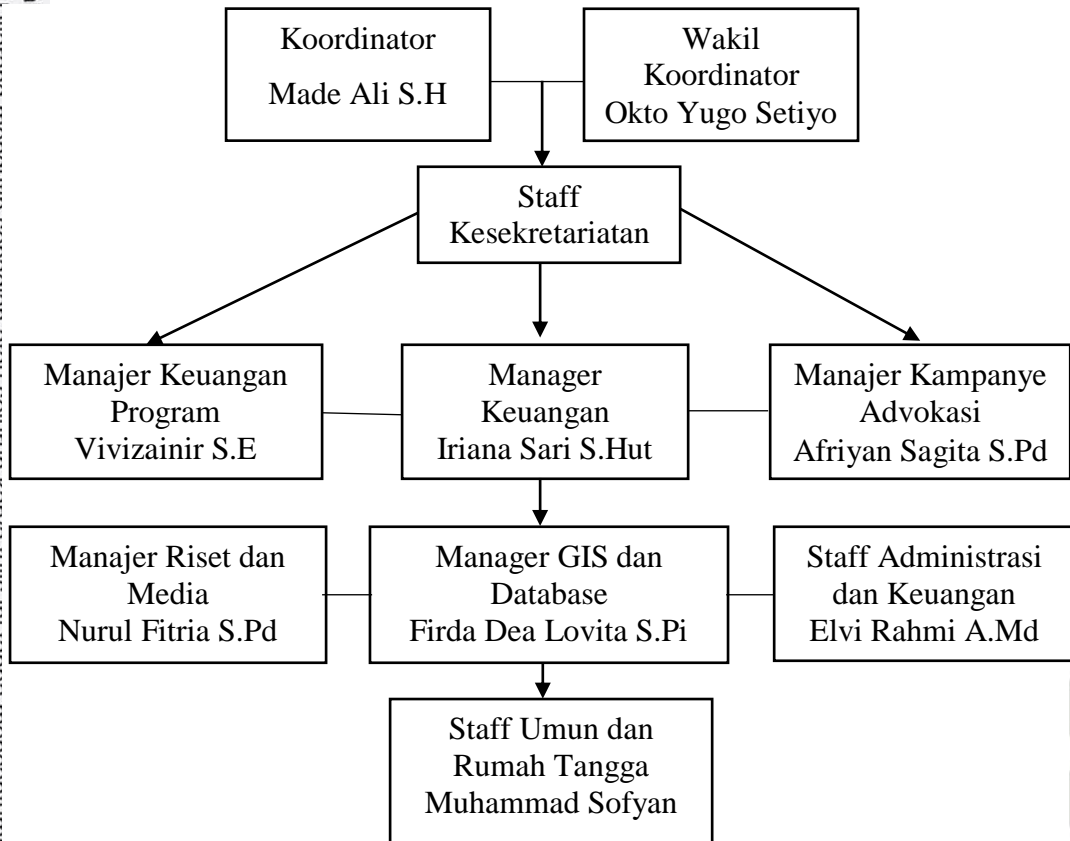 Koordinator
Made Ali S.H
Wakil
Koordinator
Okto Yugo Setiyo
Staff
Kesekretariatan
Manajer Keuangan
Program
Vivizainir S.E
Manager
Keuangan
Iriana Sari S.Hut
Manajer Kampanye
Advokasi
Afriyan Sagita S.Pd
Manajer Riset dan
Media
Nurul Fitria S.Pd
Manager GIS dan
Database
Firda Dea Lovita S.Pi
Staff Administrasi
dan Keuangan
Elvi Rahmi A.Md
Staff Umun dan
Rumah Tangga
Muhammad Sofyan